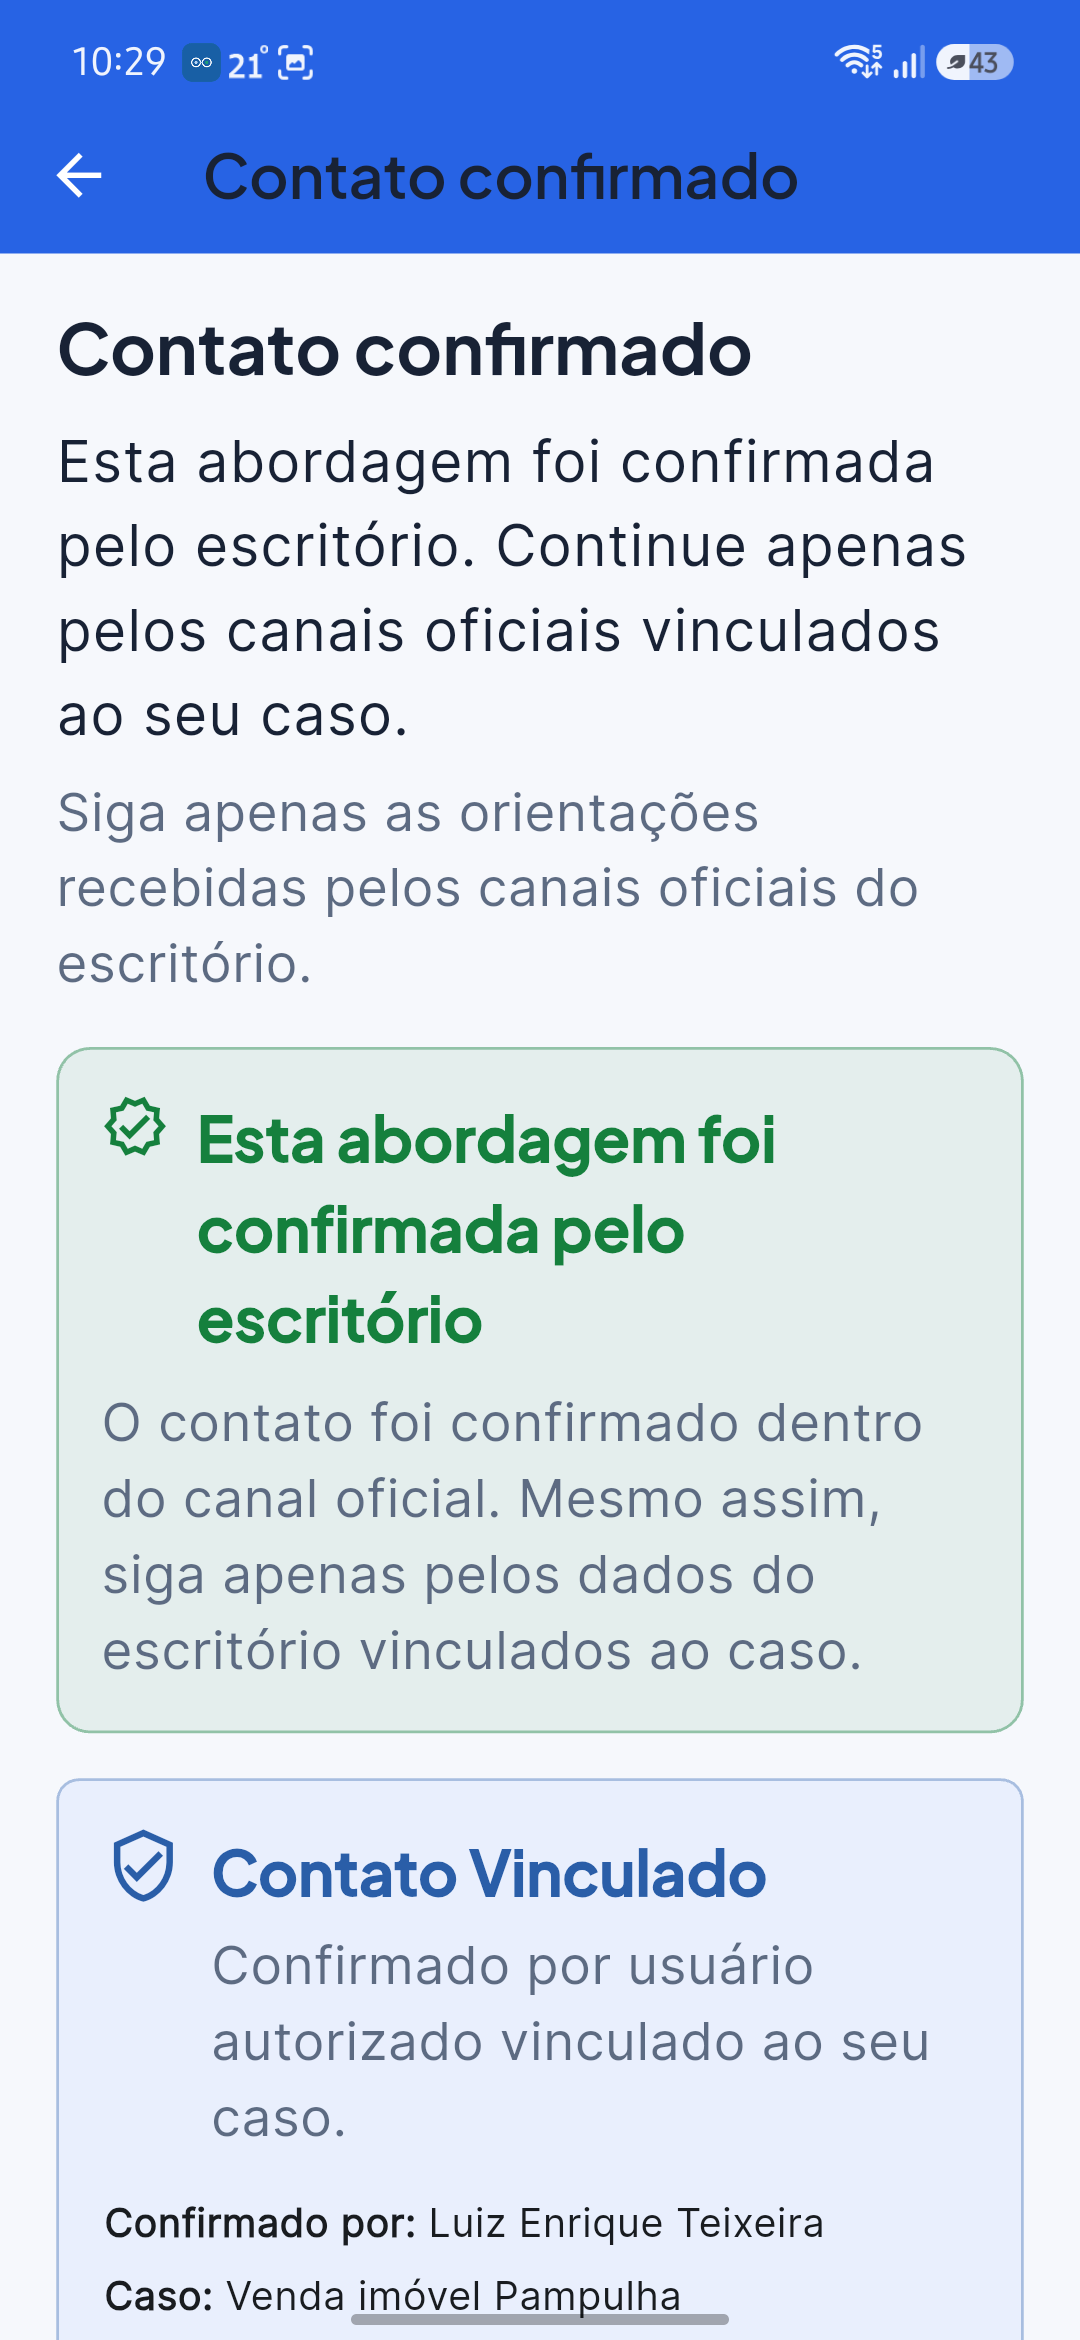 10:29 21° 5 43
Contato confirmado
Contato confirmado
Esta abordagem foi confirmada
pelo escritório. Continue apenas
pelos canais oficiais vinculados
ao seu caso.
Siga apenas as orientações
recebidas pelos canais oficiais do
escritório.
Esta abordagem foi
confirmada pelo
escritório
O contato foi confirmado dentro
do canal oficial. Mesmo assim,
siga apenas pelos dados do
escritório vinculados ao caso.
Contato Vinculado
Confirmado por usuário
autorizado vinculado ao seu
caso.
Confirmado por: Luiz Enrique Teixeira
Caso: Venda imóvel Pampulha